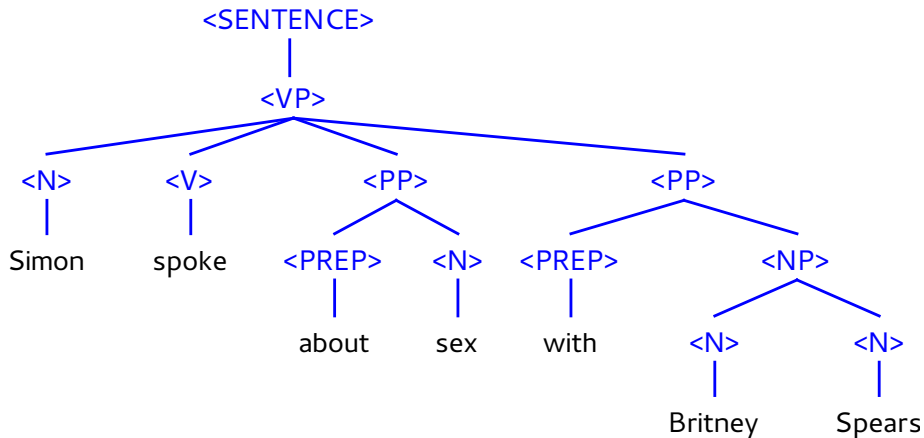 <SENTENCE>
<VP>
<N> <V> <PP> <PP>
Simon spoke <PREP> <N> <PREP> <NP>
about sex with <N> <N>
Britney Spears